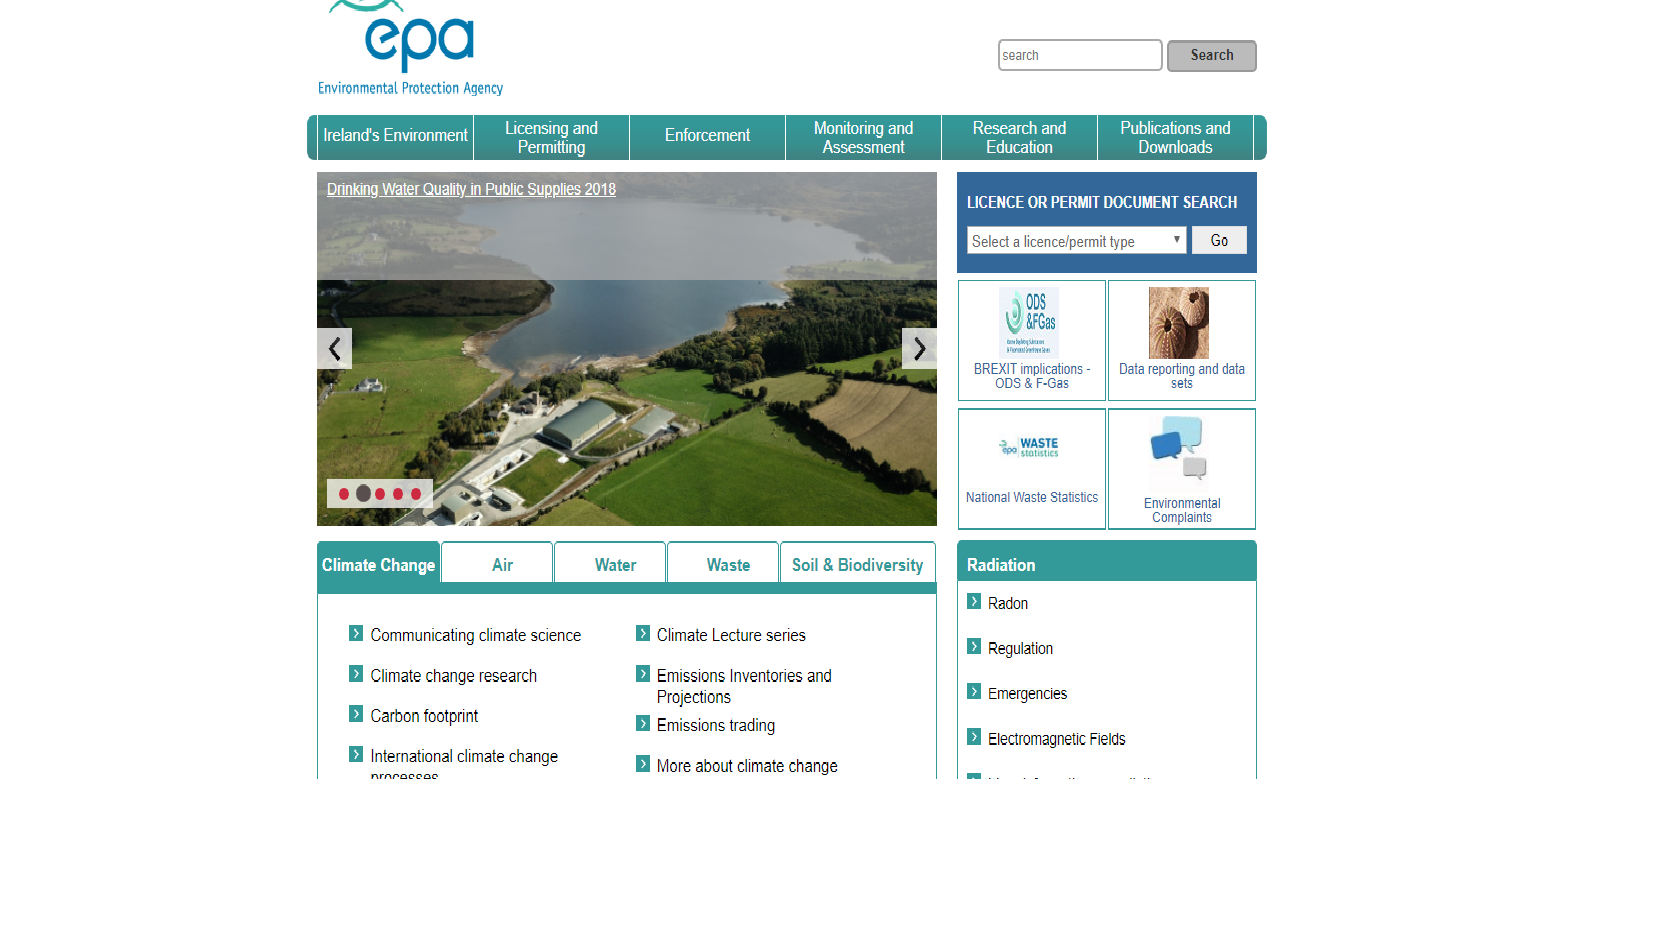 epa
Environmental Protection Agency
search
Search
Ireland's Environment
Licensing and
Permitting
Enforcement
Monitoring and
Assessment
Research and
Education
Publications and
Downloads
Drinking Water Quality in Public Supplies 2018
LICENCE OR PERMIT DOCUMENT SEARCH
Select a licence/permit type
Go
ODS
&FGas
BREXIT implications -
ODS & F-Gas
Data reporting and data
sets
epa WASTE
statistics
National Waste Statistics
Environmental
Complaints
Climate Change
Air
Water
Waste
Soil & Biodiversity
Communicating climate science
Climate change research
Carbon footprint
International climate change
processes
Climate Lecture series
Emissions Inventories and
Projections
Emissions trading
More about climate change
Radiation
Radon
Regulation
Emergencies
Electromagnetic Fields